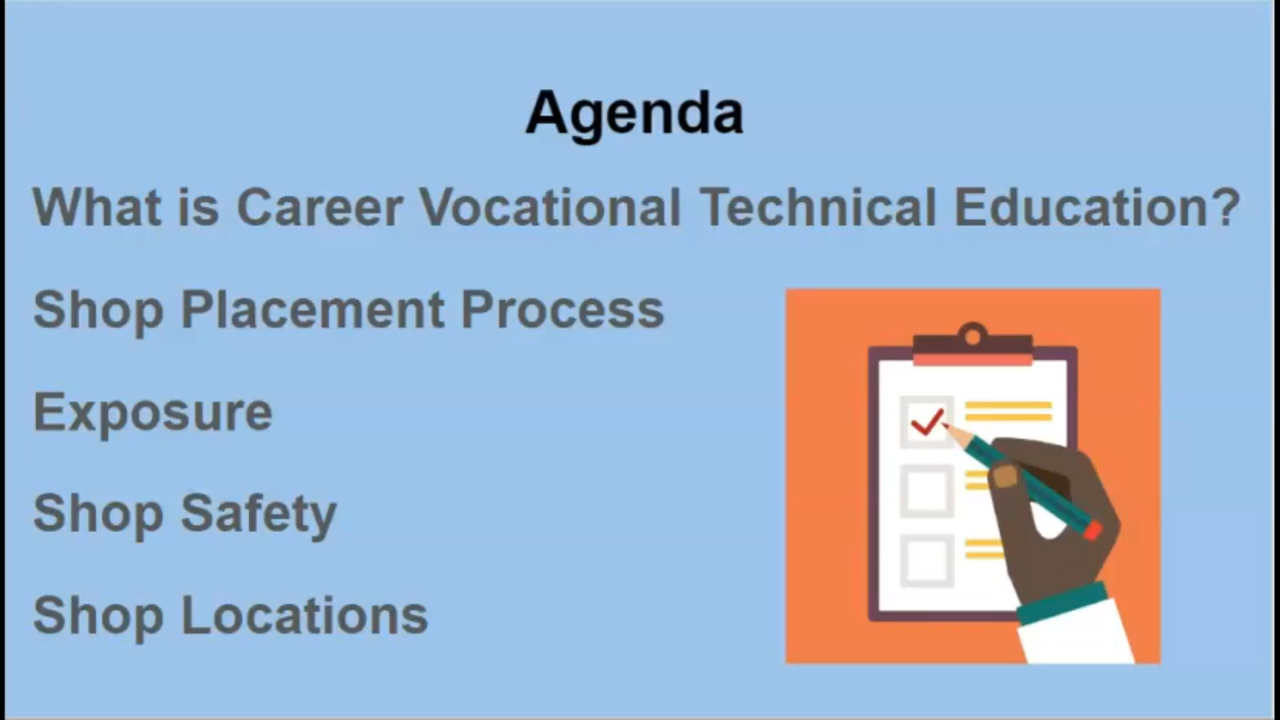 Agenda
What is Career Vocational Technical Education?
Shop Placement Process
Exposure
Shop Safety
Shop Locations